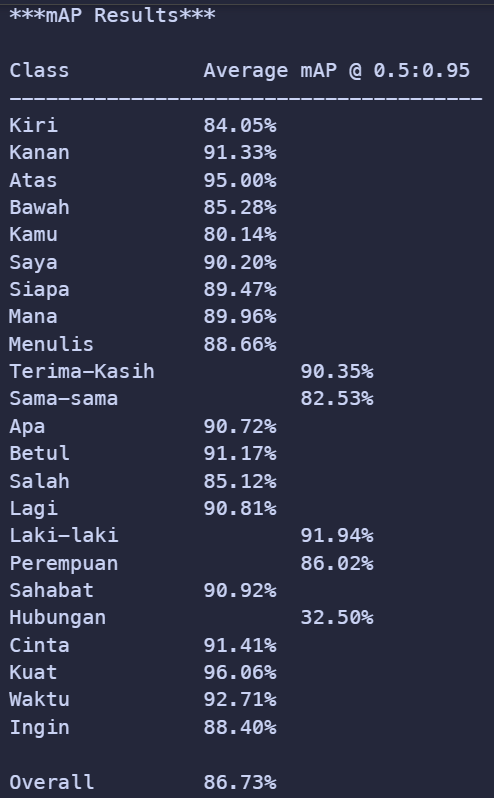 ***mAP Results***
Class Average mAP @ 0.5:0.95
---------------------------------------
Kiri 84.05%
Kanan 91.33%
Atas 95.00%
Bawah 85.28%
Kamu 80.14%
Saya 90.20%
Siapa 89.47%
Mana 89.96%
Menulis 88.66%
Terima-Kasih 90.35%
Sama-sama 82.53%
Apa 90.72%
Betul 91.17%
Salah 85.12%
Lagi 90.81%
Laki-laki 91.94%
Perempuan 86.02%
Sahabat 90.92%
Hubungan 32.50%
Cinta 91.41%
Kuat 96.06%
Waktu 92.71%
Ingin 88.40%
Overall 86.73%